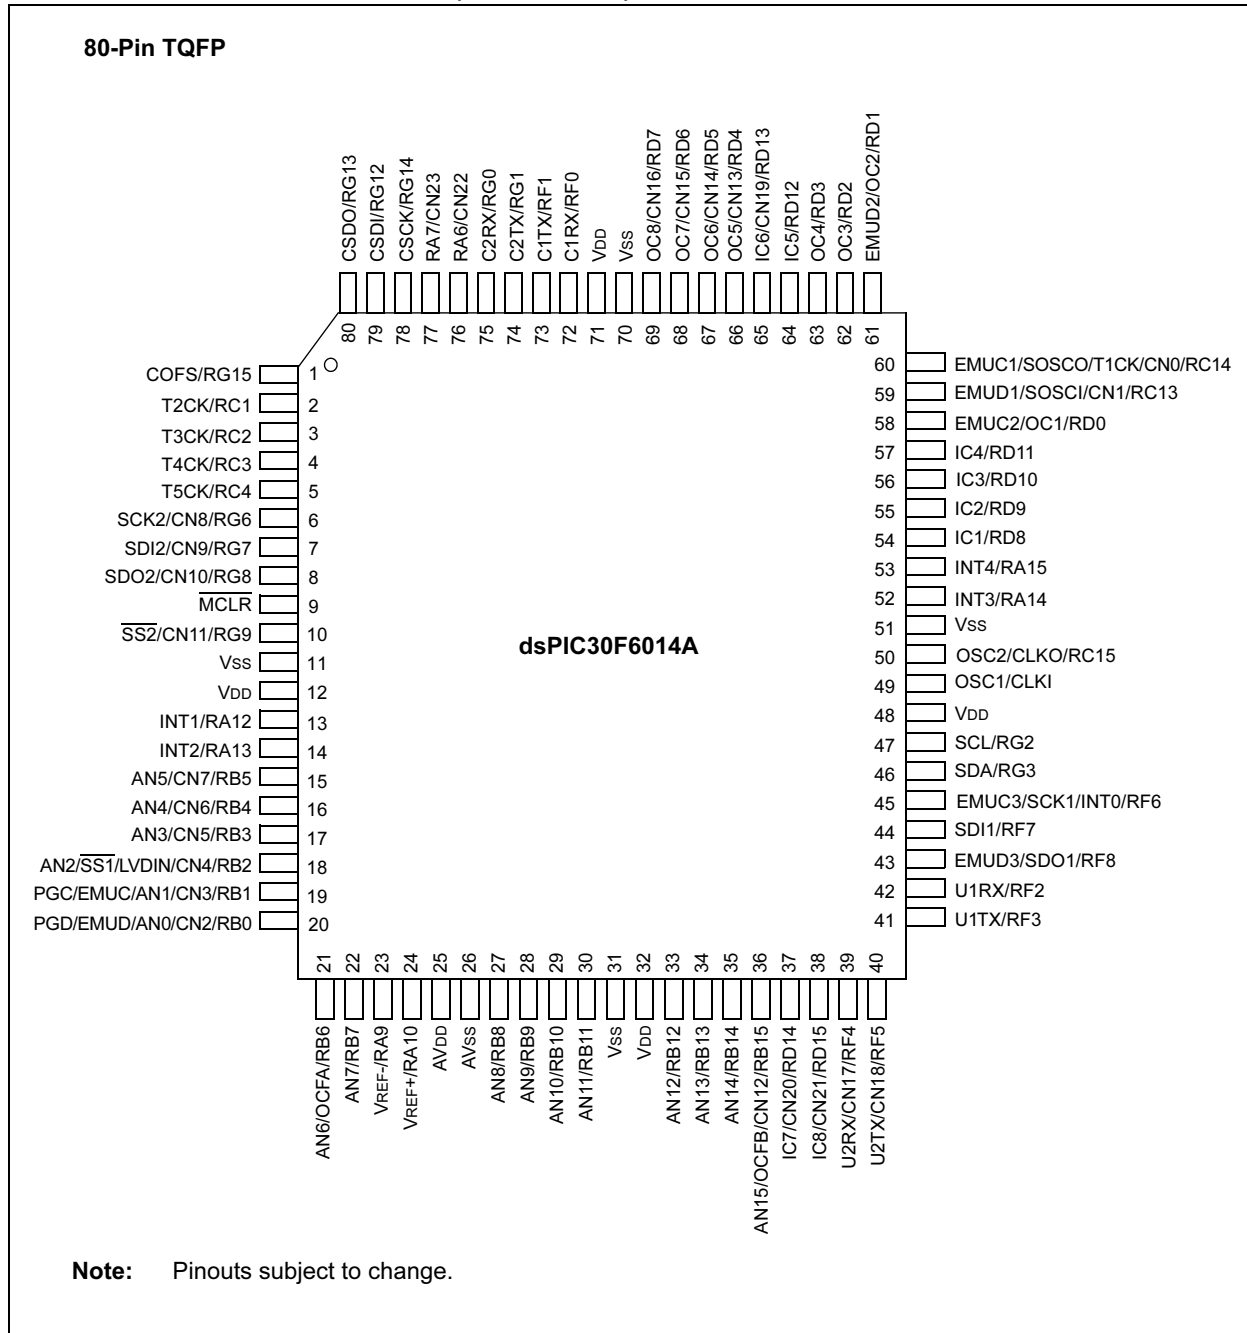 80-Pin TQFP
CSDO/RG13
CSDI/RG12
CSCK/RG14
RA7/CN23
RA6/CN22
C2RX/RG0
C2TX/RG1
C1TX/RF1
C1RX/RF0
VDD
VSS
OC8/CN16/RD7
OC7/CN15/RD6
OC6/CN14/RD5
OC5/CN13/RD4
IC6/CN19/RD13
IC5/RD12
OC4/RD3
OC3/RD2
EMUD2/OC2/RD1
80
79
78
77
76
75
74
73
72
71
70
69
68
67
66
65
64
63
62
61
COFS/RG15 1
T2CK/RC1 2
T3CK/RC2 3
T4CK/RC3 4
T5CK/RC4 5
SCK2/CN8/RG6 6
SDI2/CN9/RG7 7
SDO2/CN10/RG8 8
MCLR 9
SS2/CN11/RG9 10
VSS 11
VDD 12
INT1/RA12 13
INT2/RA13 14
AN5/CN7/RB5 15
AN4/CN6/RB4 16
AN3/CN5/RB3 17
AN2/SS1/LVDIN/CN4/RB2 18
PGC/EMUC/AN1/CN3/RB1 19
PGD/EMUD/AN0/CN2/RB0 20
dsPIC30F6014A
60 EMUC1/SOSCO/T1CK/CN0/RC14
59 EMUD1/SOSCI/CN1/RC13
58 EMUC2/OC1/RD0
57 IC4/RD11
56 IC3/RD10
55 IC2/RD9
54 IC1/RD8
53 INT4/RA15
52 INT3/RA14
51 VSS
50 OSC2/CLKO/RC15
49 OSC1/CLKI
48 VDD
47 SCL/RG2
46 SDA/RG3
45 EMUC3/SCK1/INT0/RF6
44 SDI1/RF7
43 EMUD3/SDO1/RF8
42 U1RX/RF2
41 U1TX/RF3
21
22
23
24
25
26
27
28
29
30
31
32
33
34
35
36
37
38
39
40
AN6/OCFA/RB6
AN7/RB7
VREF-/RA9
VREF+/RA10
AVDD
AVSS
AN8/RB8
AN9/RB9
AN10/RB10
AN11/RB11
VSS
VDD
AN12/RB12
AN13/RB13
AN14/RB14
AN15/OCFB/CN12/RB15
IC7/CN20/RD14
IC8/CN21/RD15
U2RX/CN17/RF4
U2TX/CN18/RF5
Note: Pinouts subject to change.